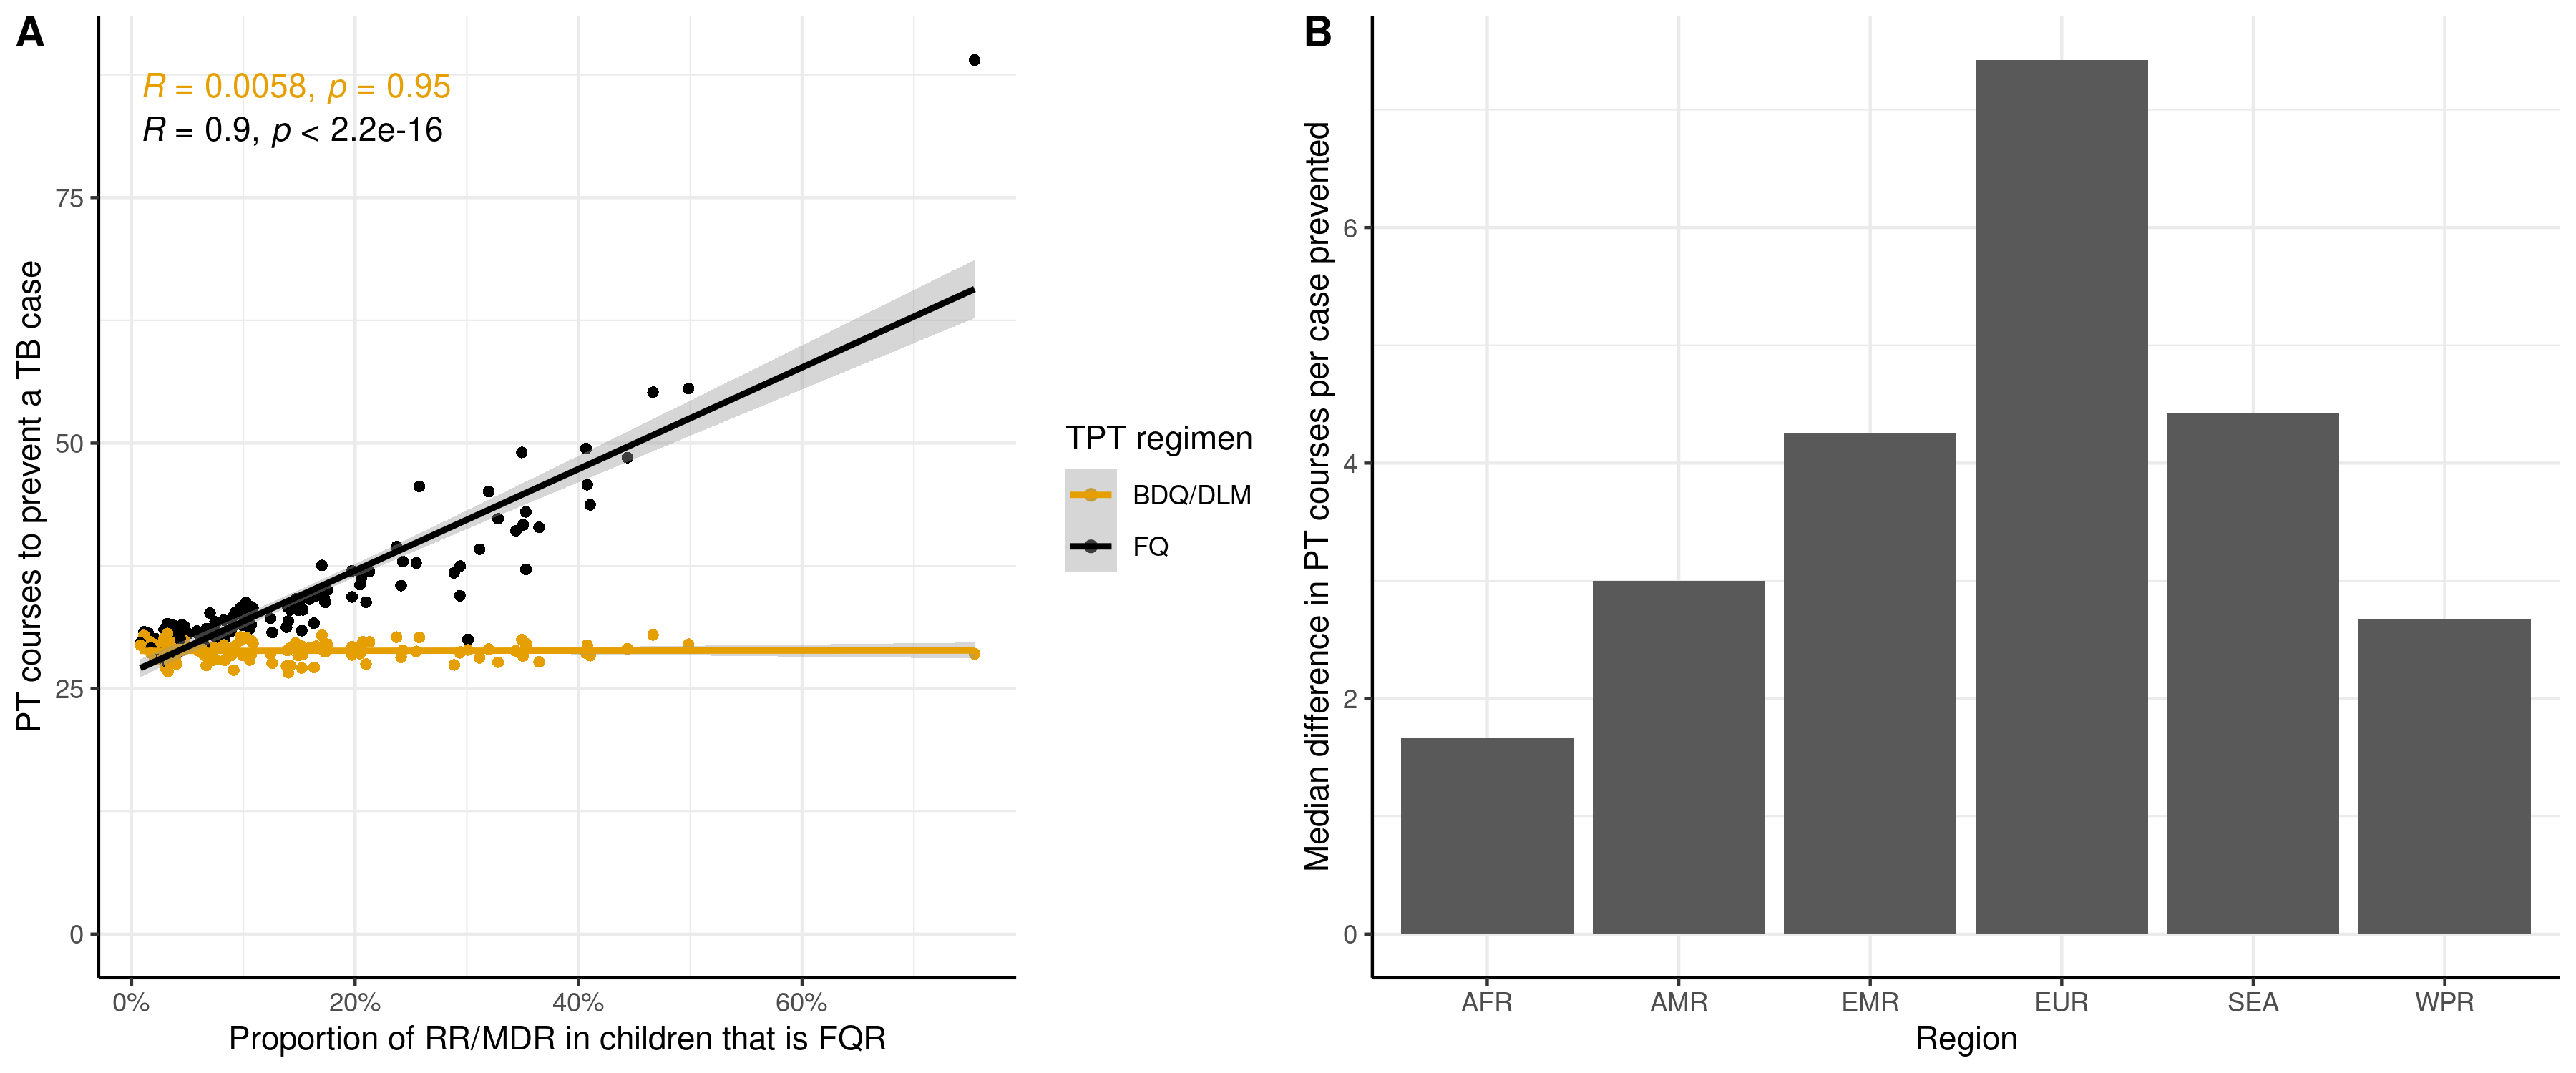 A
R = 0.0058, p = 0.95
R = 0.9, p < 2.2e-16
PT courses to prevent a TB case
75
50
25
0
0% 20% 40% 60%
Proportion of RR/MDR in children that is FQR
TPT regimen
BDQ/DLM
FQ
B
Median difference in PT courses per case prevented
6
4
2
0
AFR AMR EMR EUR SEA WPR
Region